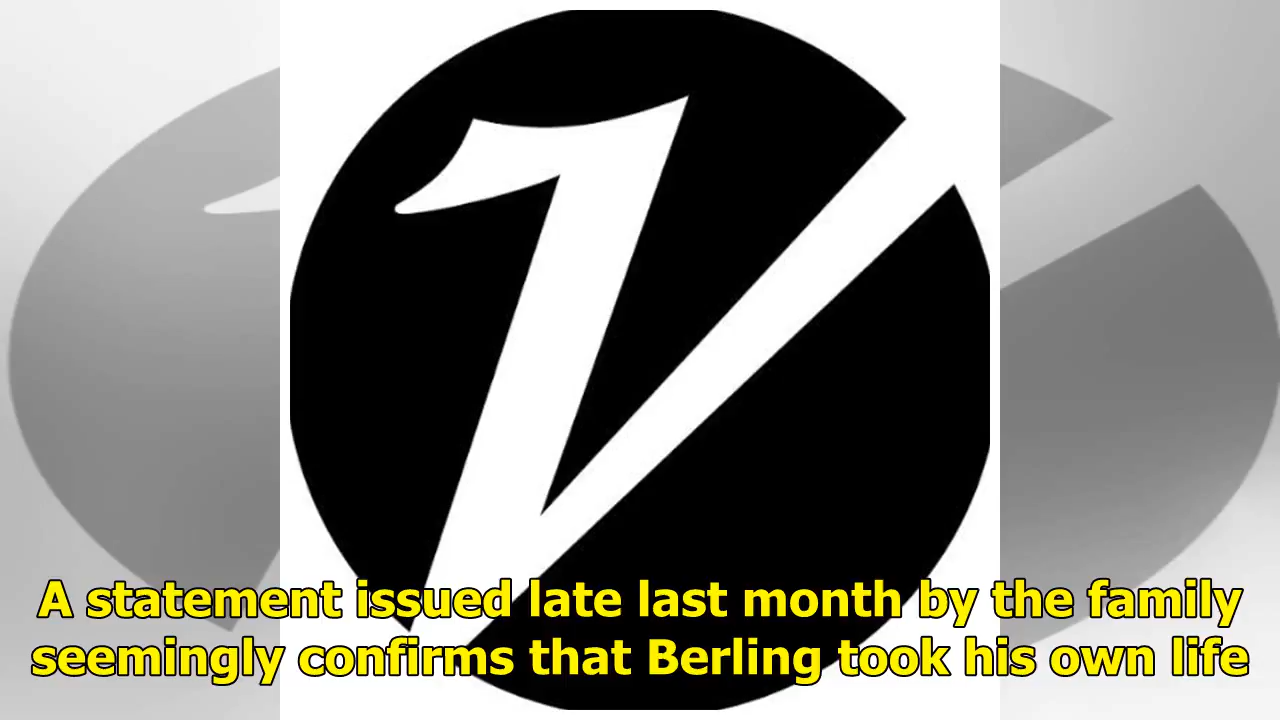 V
A statement issued late last month by the family
seemingly confirms that Berling took his own life